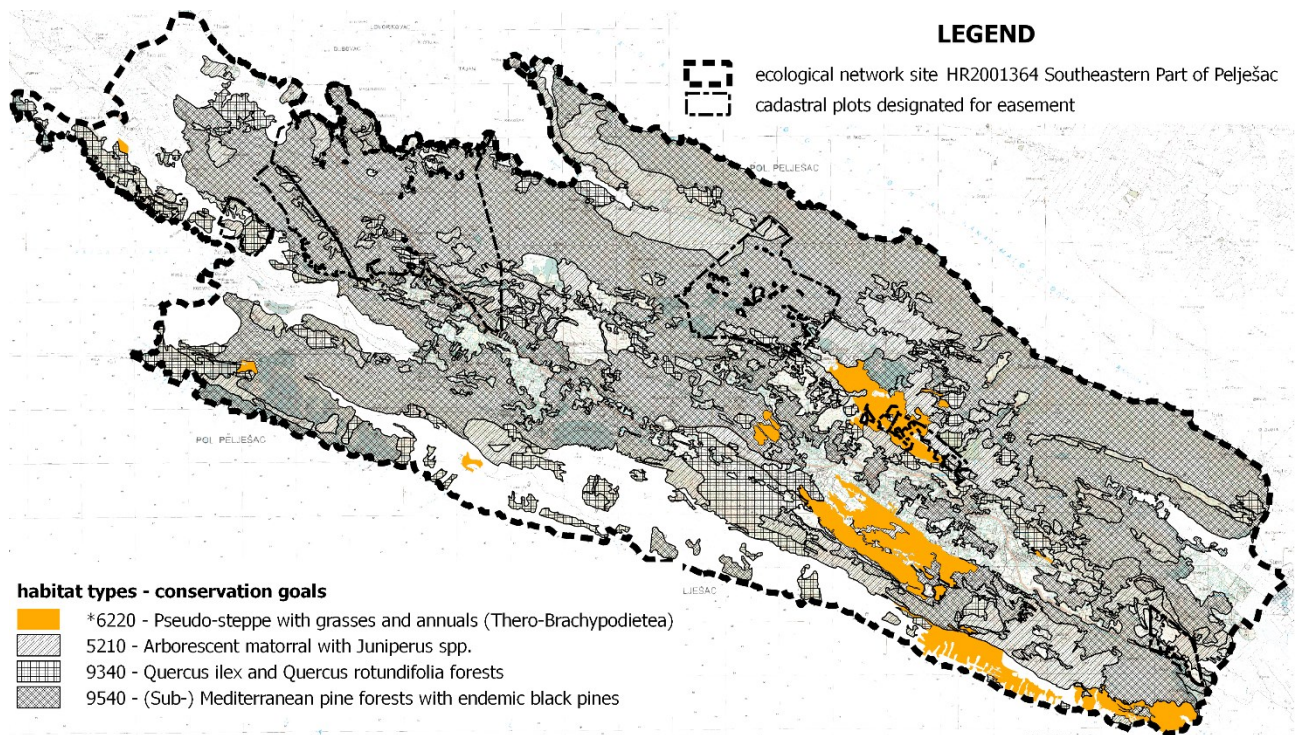 LEGEND
ecological network site HR2001364 Southeastern Part of Pelješac
cadastral plots designated for easement
POL PELJEŠAC
POL PELJEŠAC
LJEŠAC
habitat types - conservation goals
*6220 - Pseudo-steppe with grasses and annuals (Thero-Brachypodietea)
5210 - Arborescent matorral with Juniperus spp.
9340 - Quercus ilex and Quercus rotundifolia forests
9540 - (Sub-) Mediterranean pine forests with endemic black pines